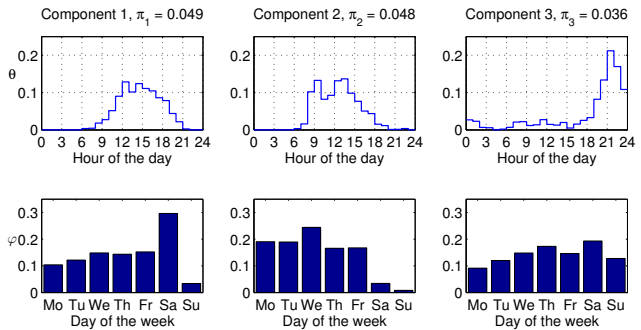 Component 1, π1 = 0.049
Component 2, π2 = 0.048
Component 3, π3 = 0.036
θ
0.2
0.1
0
0 3 6 9 12 15 18 21 24
Hour of the day
0.2
0.1
0
0 3 6 9 12 15 18 21 24
Hour of the day
0.2
0.1
0
0 3 6 9 12 15 18 21 24
Hour of the day
φ
0.3
0.2
0.1
0
Mo Tu We Th Fr Sa Su
Day of the week
0.3
0.2
0.1
0
Mo Tu We Th Fr Sa Su
Day of the week
0.3
0.2
0.1
0
Mo Tu We Th Fr Sa Su
Day of the week